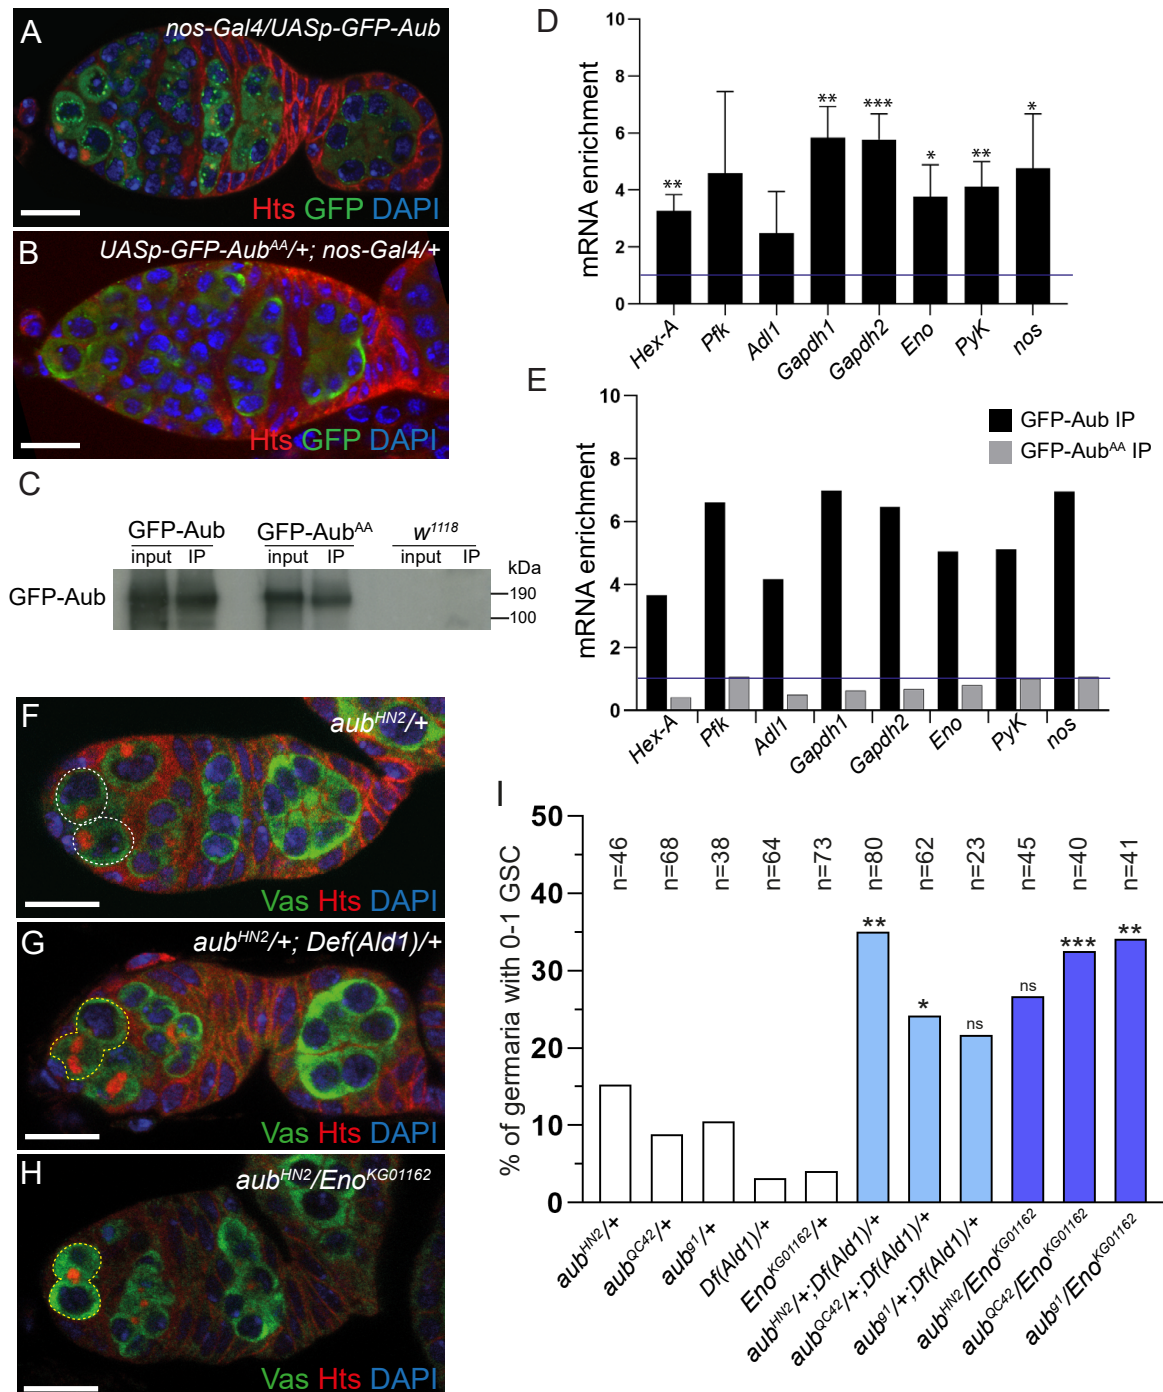 A
nos-Gal4/UASp-GFP-Aub
Hts GFP DAPI
B
UASp-GFP-Aub^AA/+; nos-Gal4/+
Hts GFP DAPI
C
GFP-Aub GFP-Aub^AA w^1118
input IP input IP input IP
kDa
GFP-Aub
190
100
D
mRNA enrichment
10
8
6
4
2
0
** ** *** * ** *
Hex-A Pfk Adl1 Gapdh1 Gapdh2 Eno PyK nos
E
mRNA enrichment
10
8
6
4
2
0
GFP-Aub IP
GFP-Aub^AA IP
Hex-A Pfk Adl1 Gapdh1 Gapdh2 Eno PyK nos
F
aub^HN2/+
Vas Hts DAPI
G
aub^HN2/+; Def(Ald1)/+
Vas Hts DAPI
H
aub^HN2/Eno^KG01162
Vas Hts DAPI
I
% of germaria with 0-1 GSC
50
40
30
20
10
0
n=46 n=68 n=38 n=64 n=73 n=80 n=62 n=23 n=45 n=40 n=41
** * ns ns *** **
aub^HN2/+
aub^QC42/+
aub^g1/+
Df(Ald1)/+
Eno^KG01162/+
aub^HN2/+;Df(Ald1)/+
aub^QC42/+;Df(Ald1)/+
aub^g1/+;Df(Ald1)/+
aub^HN2/Eno^KG01162
aub^QC42/Eno^KG01162
aub^g1/Eno^KG01162